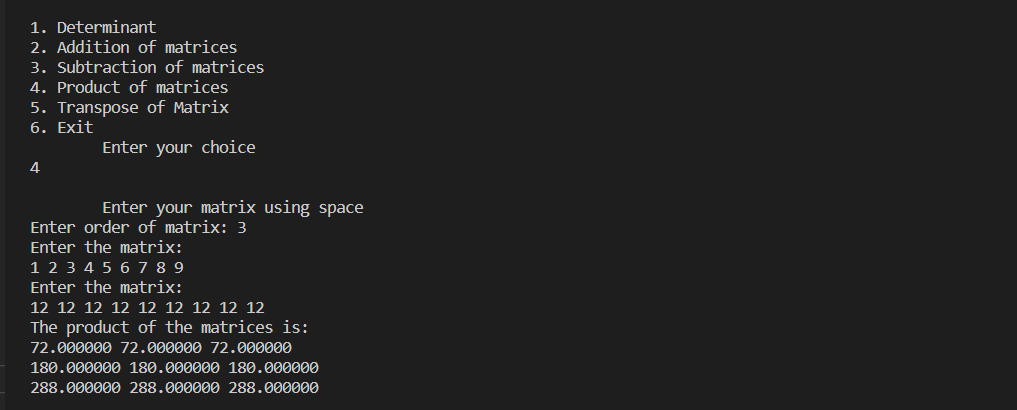 1. Determinant
2. Addition of matrices
3. Subtraction of matrices
4. Product of matrices
5. Transpose of Matrix
6. Exit
Enter your choice
4
Enter your matrix using space
Enter order of matrix: 3
Enter the matrix:
1 2 3 4 5 6 7 8 9
Enter the matrix:
12 12 12 12 12 12 12 12 12
The product of the matrices is:
72.000000 72.000000 72.000000
180.000000 180.000000 180.000000
288.000000 288.000000 288.000000